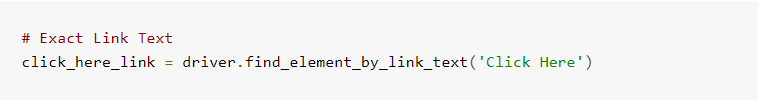 # Exact Link Text
click_here_link = driver.find_element_by_link_text('Click Here')